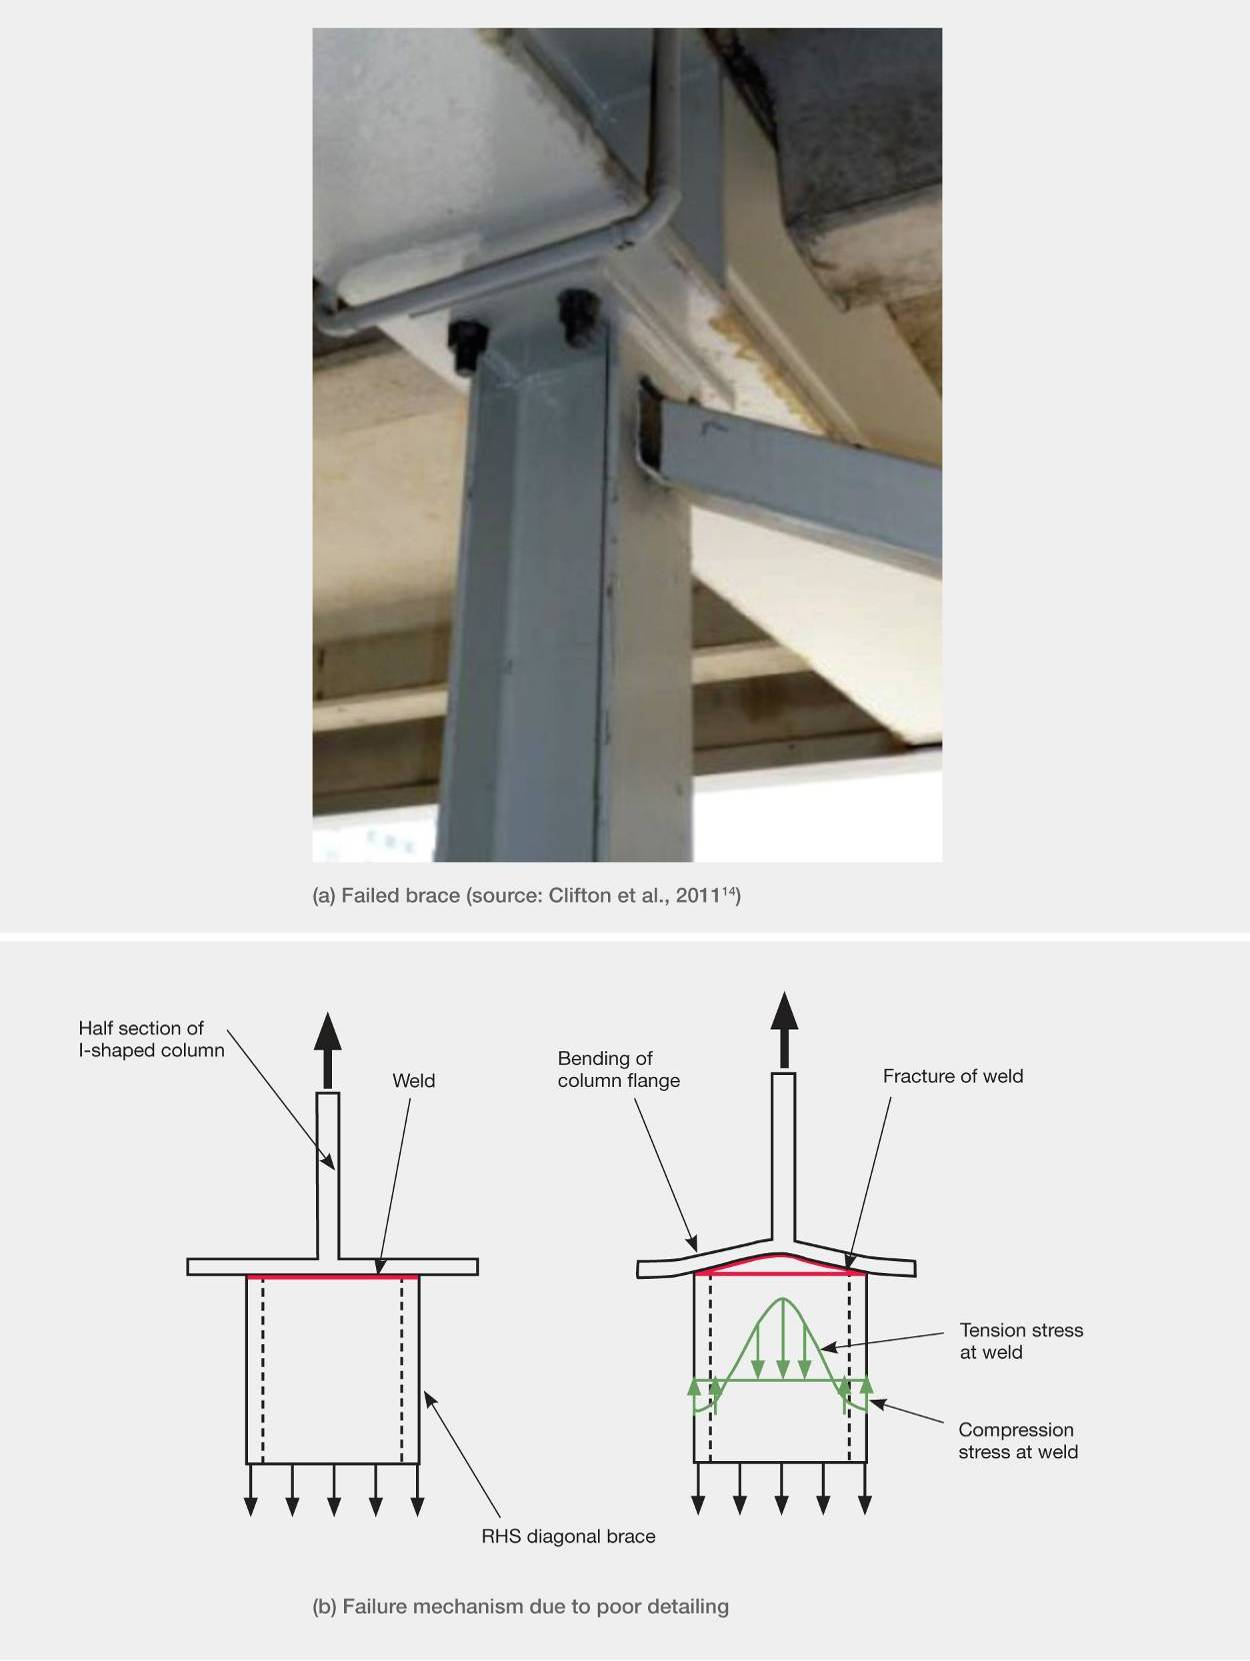 (a) Failed brace (source: Clifton et al., 2011¹⁴)
Half section of
I-shaped column
Weld
Bending of
column flange
Fracture of weld
Tension stress
at weld
Compression
stress at weld
RHS diagonal brace
(b) Failure mechanism due to poor detailing